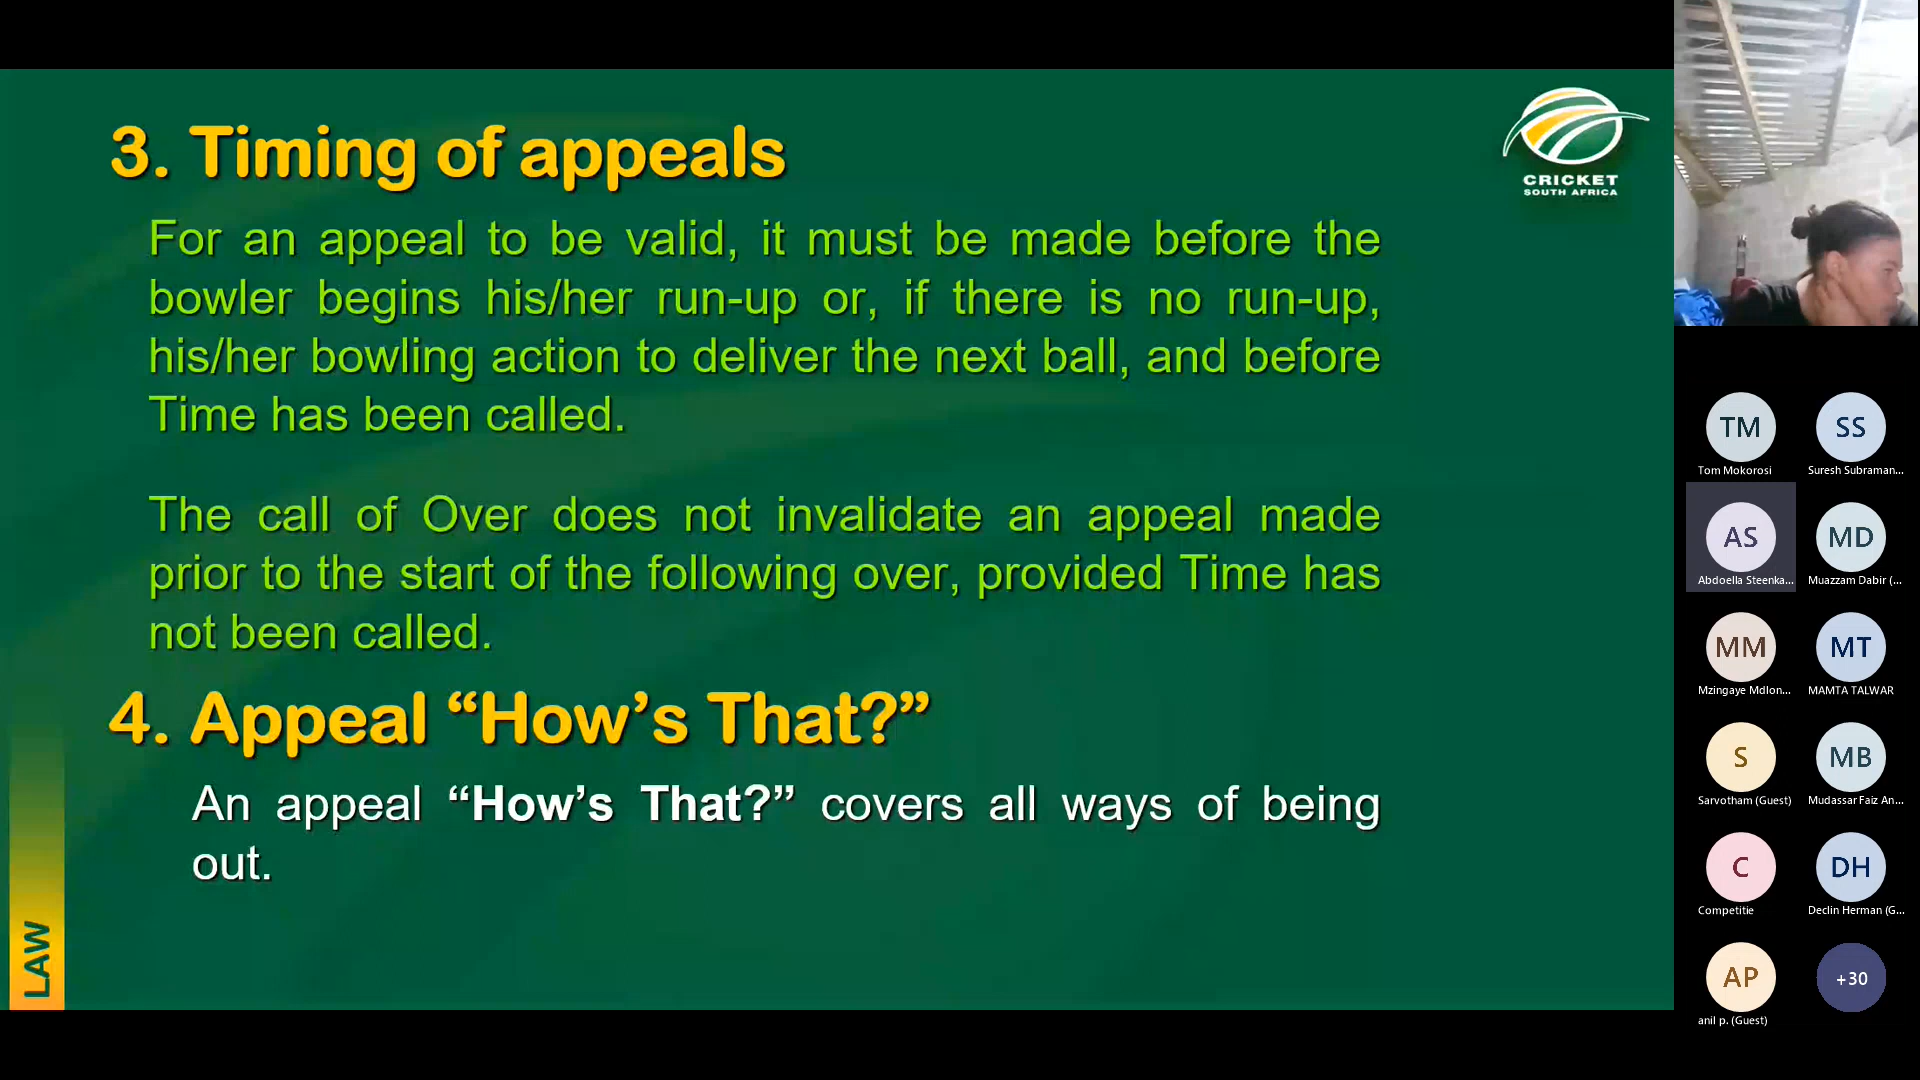 3. Timing of appeals
For an appeal to be valid, it must be made before the
bowler begins his/her run-up or, if there is no run-up,
his/her bowling action to deliver the next ball, and before
Time has been called.
The call of Over does not invalidate an appeal made
prior to the start of the following over, provided Time has
not been called.
4. Appeal “How’s That?”
An appeal “How’s That?” covers all ways of being
out.
LAW
CRICKET
SOUTH AFRICA
TM
Tom Mokorosi
SS
Suresh Subraman...
AS
Abdoella Steenka...
MD
Muazzam Dabir (...
MM
Mzingaye Mdlon...
MT
MAMTA TALWAR
S
Sarvotham (Guest)
MB
Mudassar Faiz An...
C
Competitie
DH
Declin Herman (G...
AP
anil p. (Guest)
+30